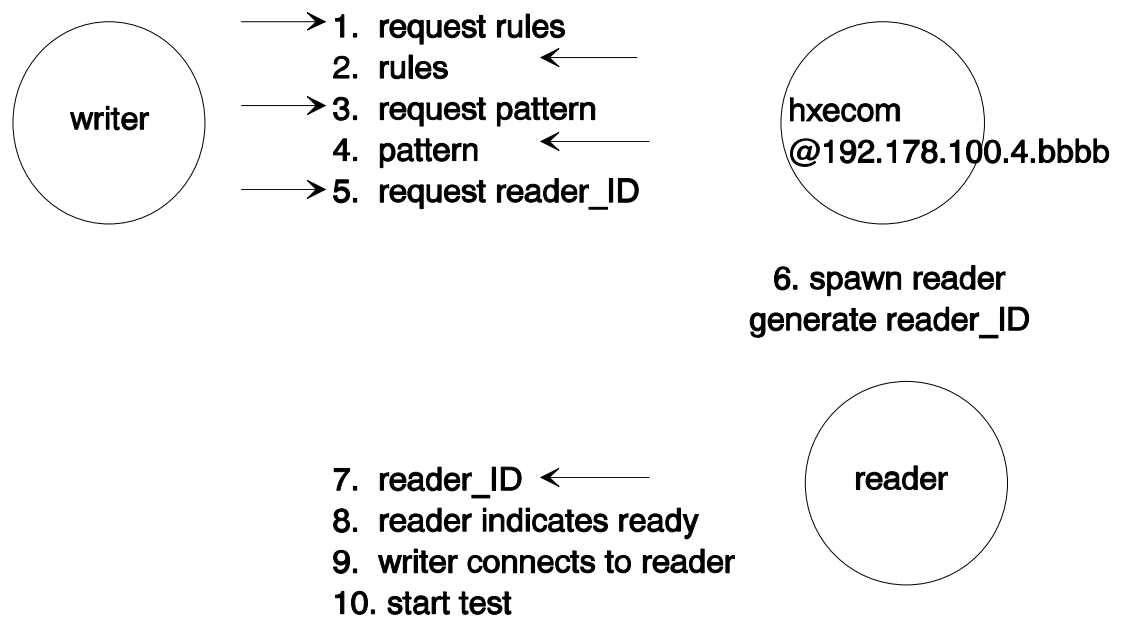 writer
1. request rules
2. rules
3. request pattern
4. pattern
5. request reader_ID
hxecom
@192.178.100.4.bbbb
6. spawn reader
generate reader_ID
reader
7. reader_ID
8. reader indicates ready
9. writer connects to reader
10. start test